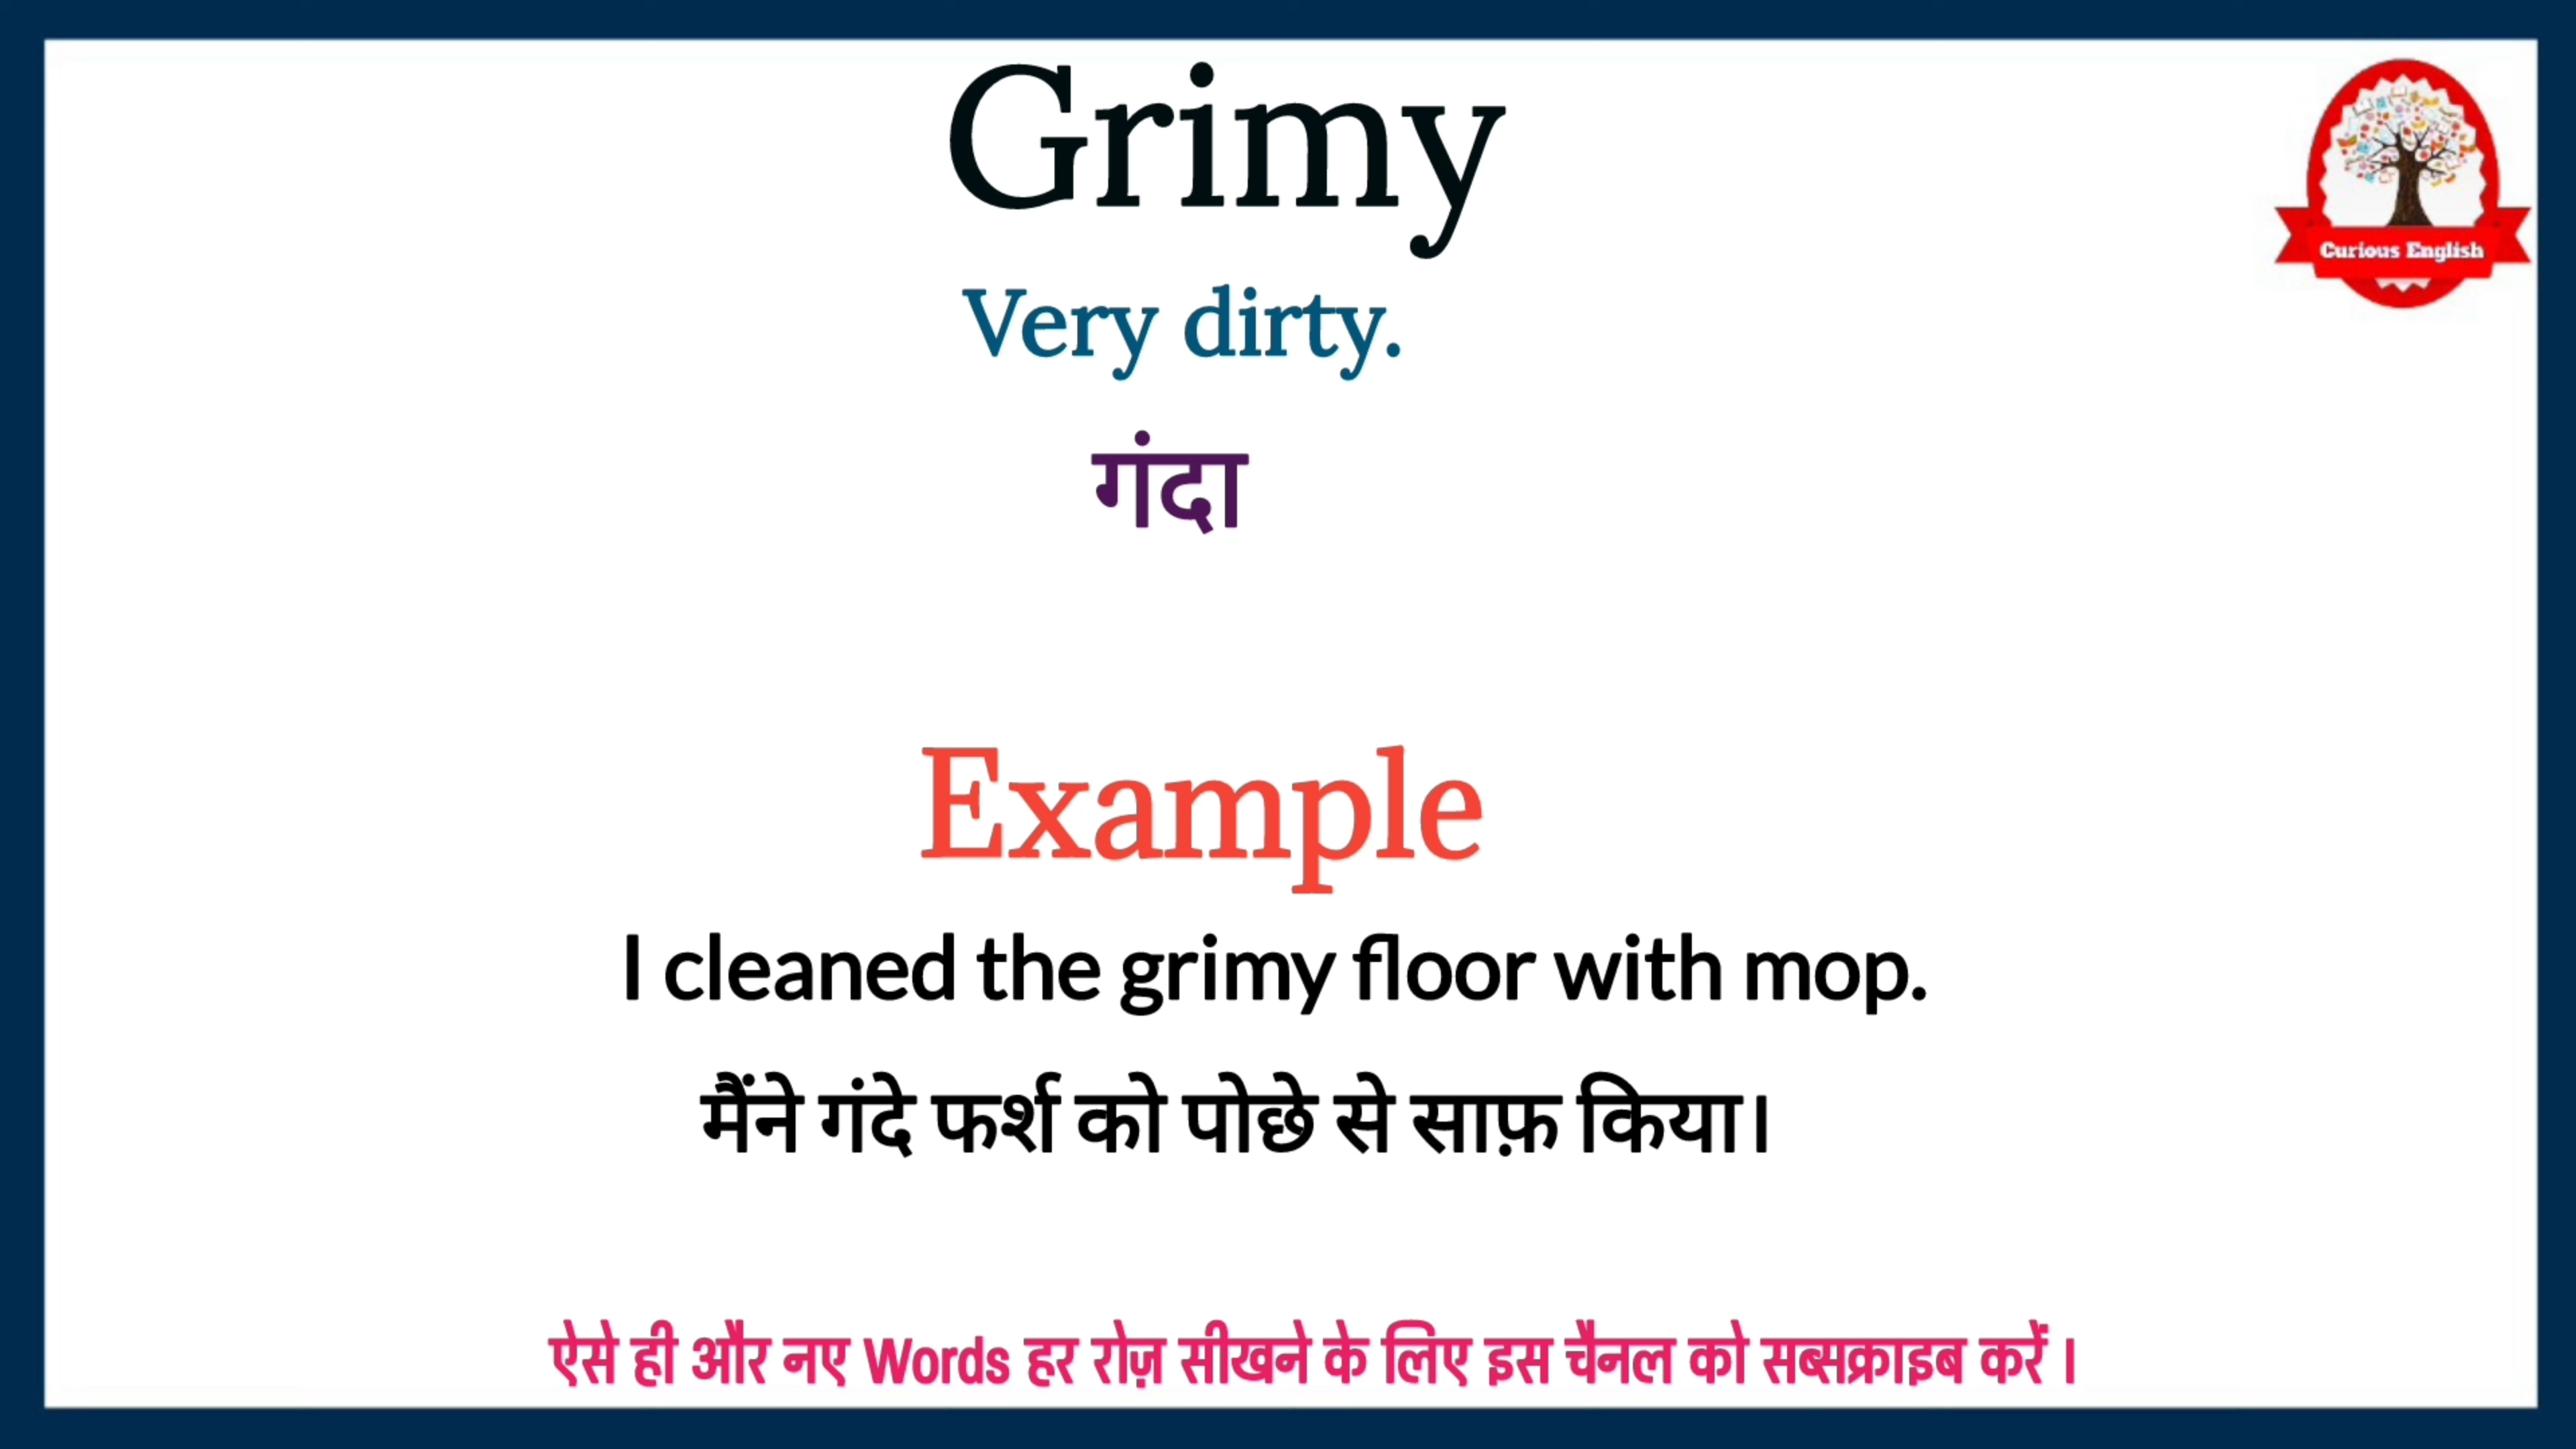 Grimy
Curious English
Very dirty.
गंदा
Example
I cleaned the grimy floor with mop.
मैंने गंदे फर्श को पोछे से साफ़ किया।
ऐसे ही और नए Words हर रोज़ सीखने के लिए इस चैनल को सब्सक्राइब करें ।